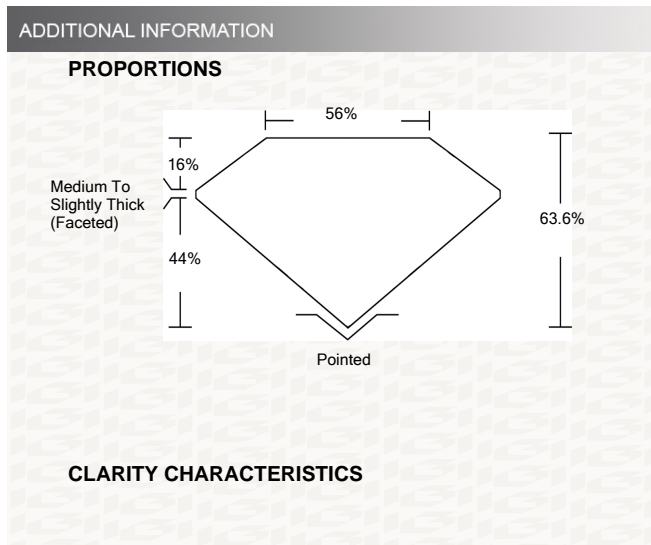 ADDITIONAL INFORMATION
PROPORTIONS
56%
16%
Medium To
Slightly Thick
(Faceted)
63.6%
44%
Pointed
CLARITY CHARACTERISTICS